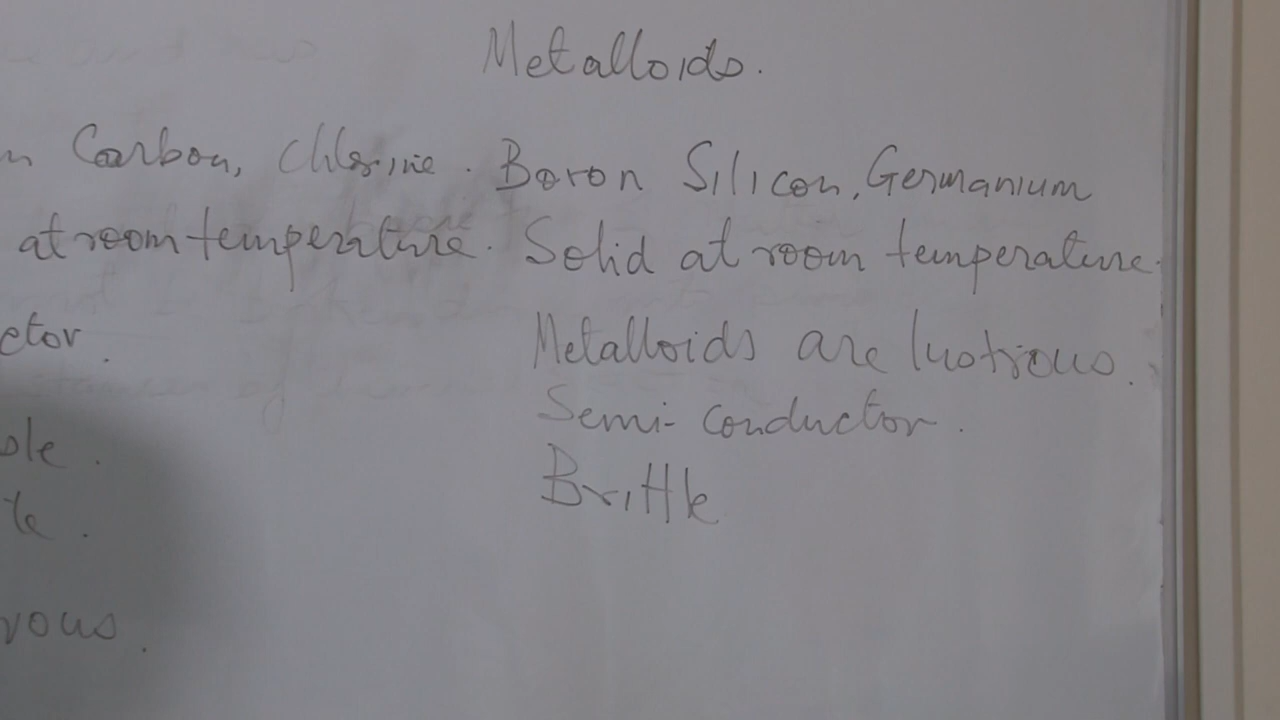 Metalloids.
Carbon, Chlorine. Boron Silicon, Germanium
at room temperature. Solid at room temperature.
ctor. Metalloids are lustrous.
Semi-conductor.
ble.
Brittle
te.
rous.